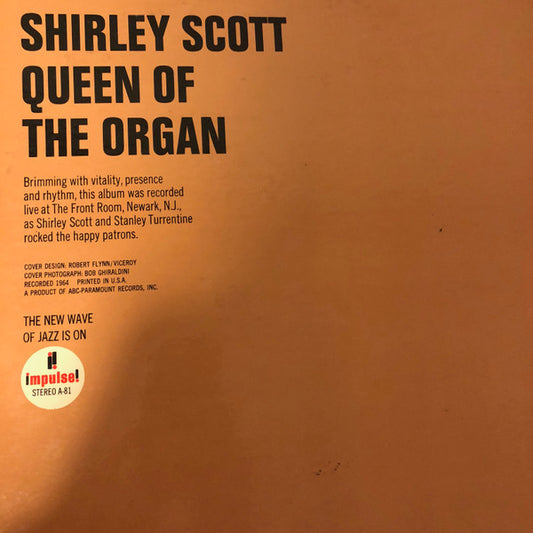 SHIRLEY SCOTT
QUEEN OF
THE ORGAN
Brimming with vitality, presence
and rhythm, this album was recorded
live at The Front Room, Newark, N.J.,
as Shirley Scott and Stanley Turrentine
rocked the happy patrons.
COVER DESIGN: ROBERT FLYNN/VICEROY
COVER PHOTOGRAPH: BOB GHIRALDINI
RECORDED 1964 PRINTED IN U.S.A.
A PRODUCT OF ABC-PARAMOUNT RECORDS, INC.
THE NEW WAVE
OF JAZZ IS ON
i!
impulse!
STEREO A-81